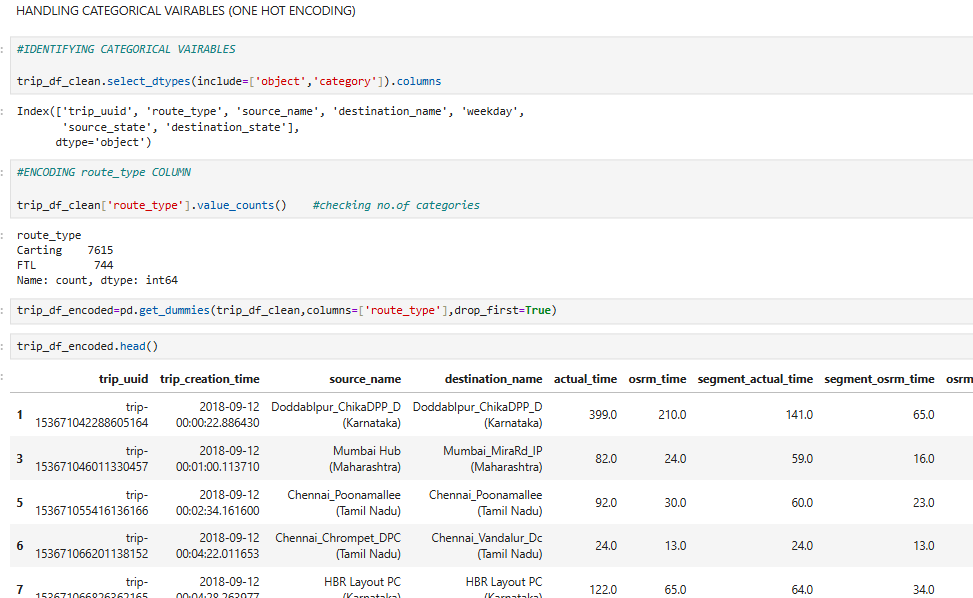 HANDLING CATEGORICAL VAIRABLES (ONE HOT ENCODING)
#IDENTIFYING CATEGORICAL VAIRABLES
trip_df_clean.select_dtypes(include=['object','category']).columns
Index(['trip_uuid', 'route_type', 'source_name', 'destination_name', 'weekday',
'source_state', 'destination_state'],
dtype='object')
#ENCODING route_type COLUMN
trip_df_clean['route_type'].value_counts()    #checking no.of categories
route_type
Carting    7615
FTL         744
Name: count, dtype: int64
trip_df_encoded=pd.get_dummies(trip_df_clean,columns=['route_type'],drop_first=True)
trip_df_encoded.head()
trip_uuid trip_creation_time source_name destination_name actual_time osrm_time segment_actual_time segment_osrm_time osrm
trip- 2018-09-12 Doddablpur_ChikaDPP_D Doddablpur_ChikaDPP_D
1 153671042288605164 00:00:22.886430 (Karnataka) (Karnataka) 399.0 210.0 141.0 65.0
trip- 2018-09-12 Mumbai Hub Mumbai_MiraRd_IP
3 153671046011330457 00:01:00.113710 (Maharashtra) (Maharashtra) 82.0 24.0 59.0 16.0
trip- 2018-09-12 Chennai_Poonamallee Chennai_Poonamallee
5 153671055416136166 00:02:34.161600 (Tamil Nadu) (Tamil Nadu) 92.0 30.0 60.0 23.0
trip- 2018-09-12 Chennai_Chrompet_DPC Chennai_Vandalur_Dc
6 153671066201138152 00:04:22.011653 (Tamil Nadu) (Tamil Nadu) 24.0 13.0 24.0 13.0
trip- 2018-09-12 HBR Layout PC HBR Layout PC
7 122.0 65.0 64.0 34.0